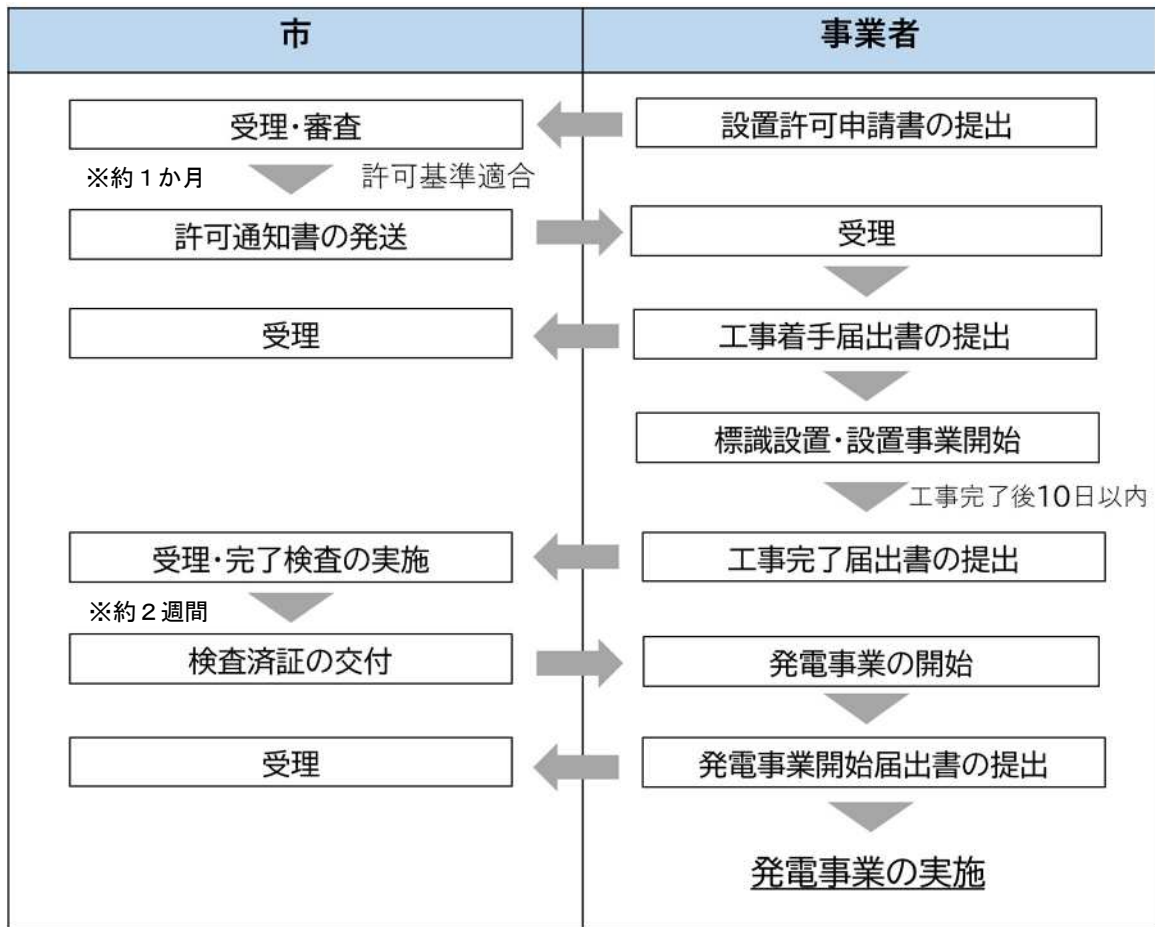 市
事業者
受理・審査
設置許可申請書の提出
※約１か月
許可基準適合
許可通知書の発送
受理
受理
工事着手届出書の提出
標識設置・設置事業開始
工事完了後10日以内
受理・完了検査の実施
工事完了届出書の提出
※約２週間
検査済証の交付
発電事業の開始
受理
発電事業開始届出書の提出
発電事業の実施